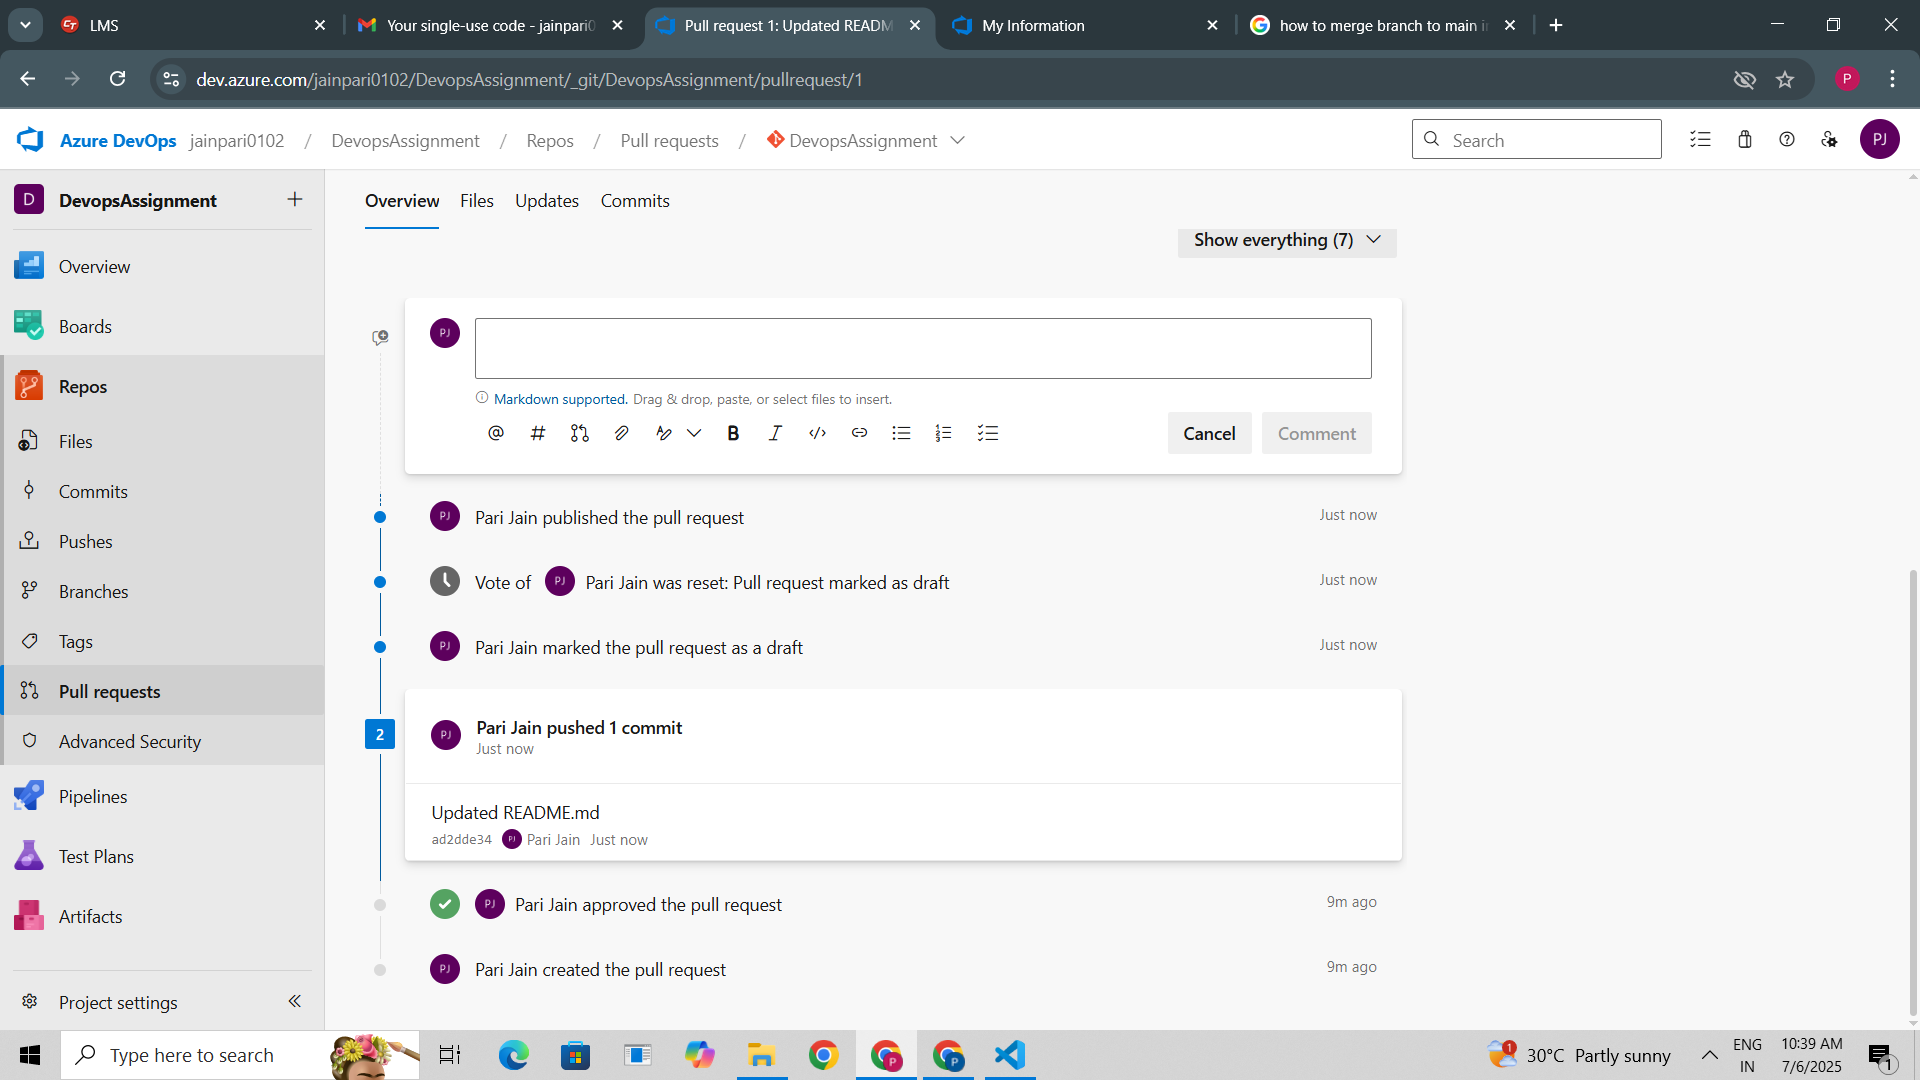 LMS
Your single-use code - jainpari0
Pull request 1: Updated READM
My Information
how to merge branch to main i
dev.azure.com/jainpari0102/DevopsAssignment/_git/DevopsAssignment/pullrequest/1
P
Azure DevOps jainpari0102 / DevopsAssignment / Repos / Pull requests / DevopsAssignment
Search
PJ
D DevopsAssignment
Overview
Boards
Repos
Files
Commits
Pushes
Branches
Tags
Pull requests
Advanced Security
Pipelines
Test Plans
Artifacts
Project settings
Overview Files Updates Commits
Show everything (7)
PJ
Markdown supported. Drag & drop, paste, or select files to insert.
Cancel Comment
PJ Pari Jain published the pull request Just now
Vote of PJ Pari Jain was reset: Pull request marked as draft Just now
PJ Pari Jain marked the pull request as a draft Just now
2 PJ Pari Jain pushed 1 commit
Just now
Updated README.md
ad2dde34 PJ Pari Jain Just now
PJ Pari Jain approved the pull request 9m ago
PJ Pari Jain created the pull request 9m ago
Type here to search
P
P
1
30°C Partly sunny
ENG
IN
10:39 AM
7/6/2025
1